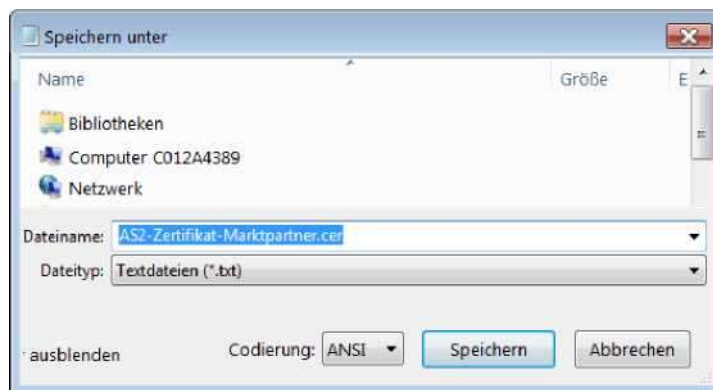 Speichern unter
Name Größe E
Bibliotheken
Computer C012A4389
Netzwerk
Dateiname: AS2-Zertifikat-Marktpartner.cer
Dateityp: Textdateien (*.txt)
ausblenden Codierung: ANSI Speichern Abbrechen